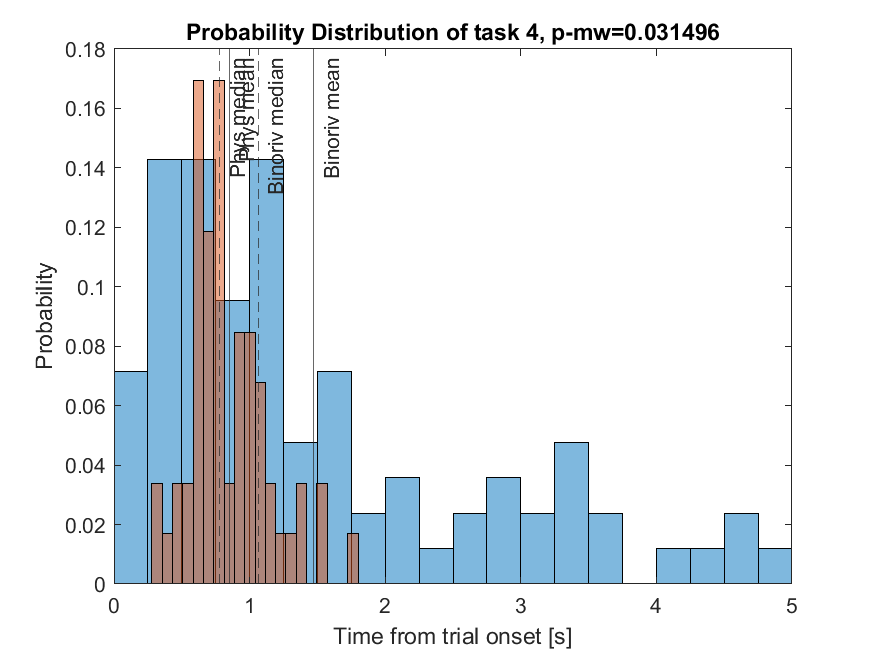 Probability Distribution of task 4, p-mw=0.031496
0.18
0.16
0.14
0.12
0.1
0.08
0.06
0.04
0.02
0
Probability
Phys median
Phys mean
Binoriv median
Binoriv mean
0 1 2 3 4 5
Time from trial onset [s]